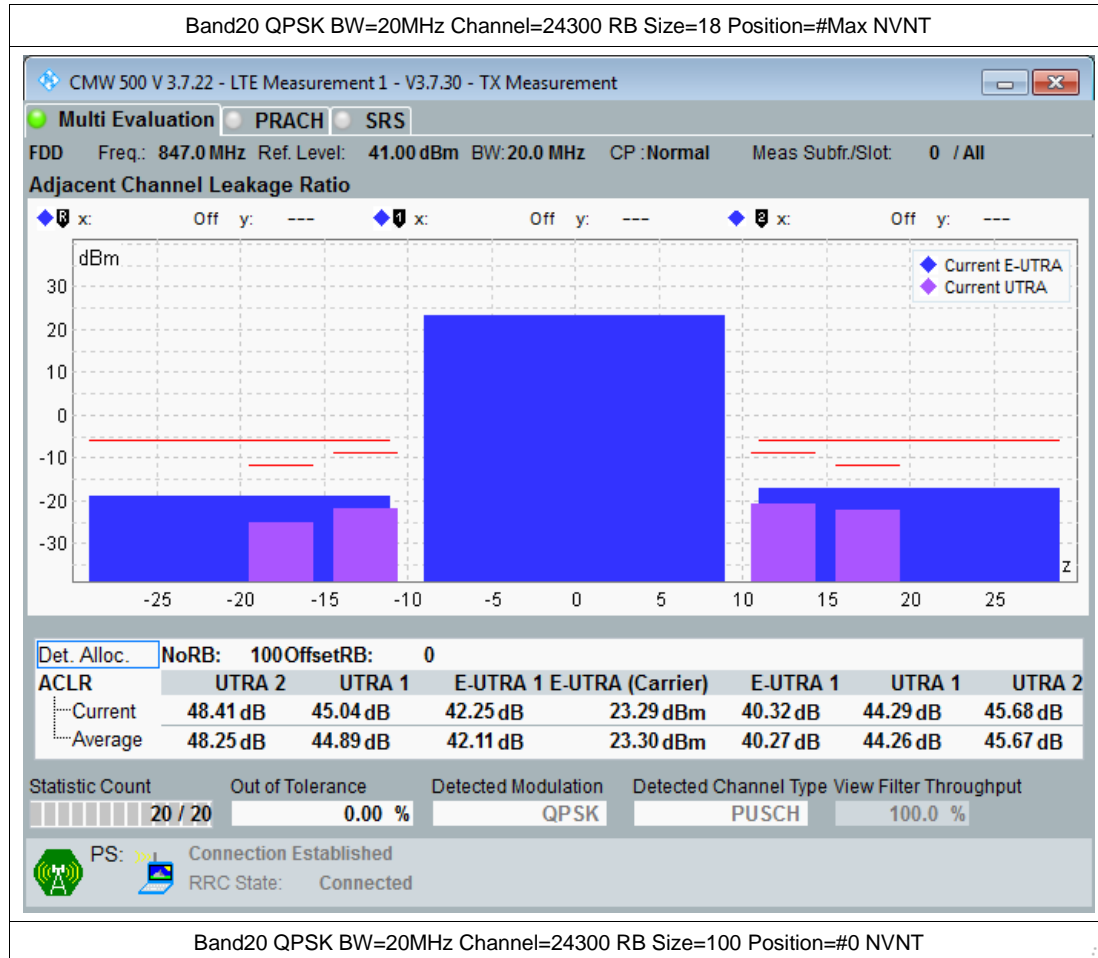 Band20 QPSK BW=20MHz Channel=24300 RB Size=18 Position=#Max NVNT
CMW 500 V 3.7.22 - LTE Measurement 1 - V3.7.30 - TX Measurement
Multi Evaluation PRACH SRS
FDD Freq.: 847.0 MHz Ref. Level: 41.00 dBm BW: 20.0 MHz CP : Normal Meas Subfr./Slot: 0 / All
Adjacent Channel Leakage Ratio
R x: Off y: --- 1 x: Off y: --- 2 x: Off y: ---
dBm
Current E-UTRA
Current UTRA
30
20
10
0
-10
-20
-30
z
-25 -20 -15 -10 -5 0 5 10 15 20 25
Det. Alloc. NoRB: 100 OffsetRB: 0
ACLR UTRA 2 UTRA 1 E-UTRA 1 E-UTRA (Carrier) E-UTRA 1 UTRA 1 UTRA 2
Current 48.41 dB 45.04 dB 42.25 dB 23.29 dBm 40.32 dB 44.29 dB 45.68 dB
Average 48.25 dB 44.89 dB 42.11 dB 23.30 dBm 40.27 dB 44.26 dB 45.67 dB
Statistic Count Out of Tolerance Detected Modulation Detected Channel Type View Filter Throughput
20 / 20 0.00 % QPSK PUSCH 100.0 %
PS: Connection Established
RRC State: Connected
Band20 QPSK BW=20MHz Channel=24300 RB Size=100 Position=#0 NVNT